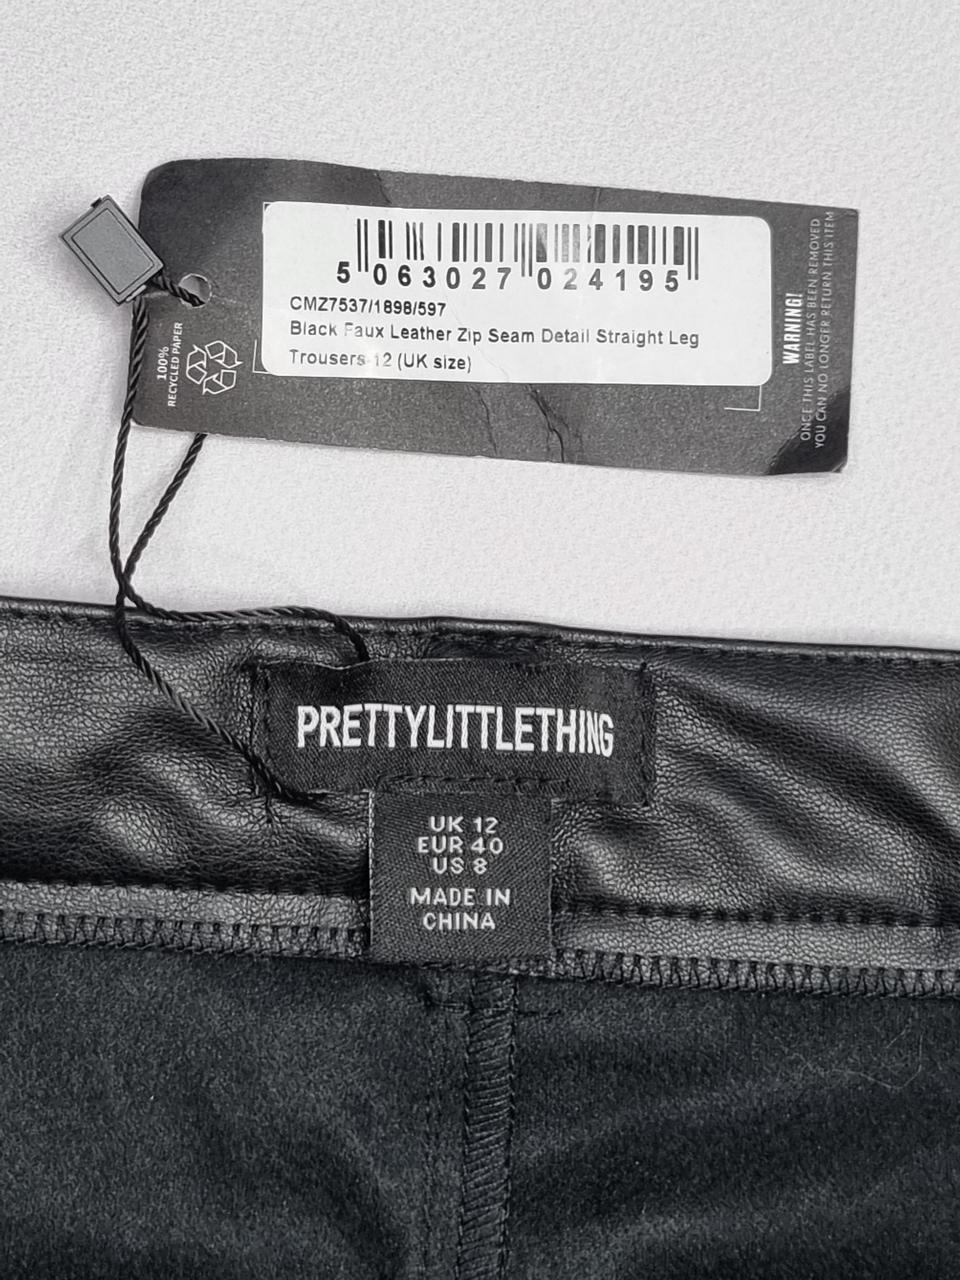 5 063027 024195
CMZ7537/1898/597
Black Faux Leather Zip Seam Detail Straight Leg
Trousers 12 (UK size)
100%
RECYCLED PAPER
WARNING!
ONCE THIS LABEL HAS BEEN REMOVED
YOU CAN NO LONGER RETURN THIS ITEM
PRETTYLITTLETHING
UK 12
EUR 40
US 8
MADE IN
CHINA